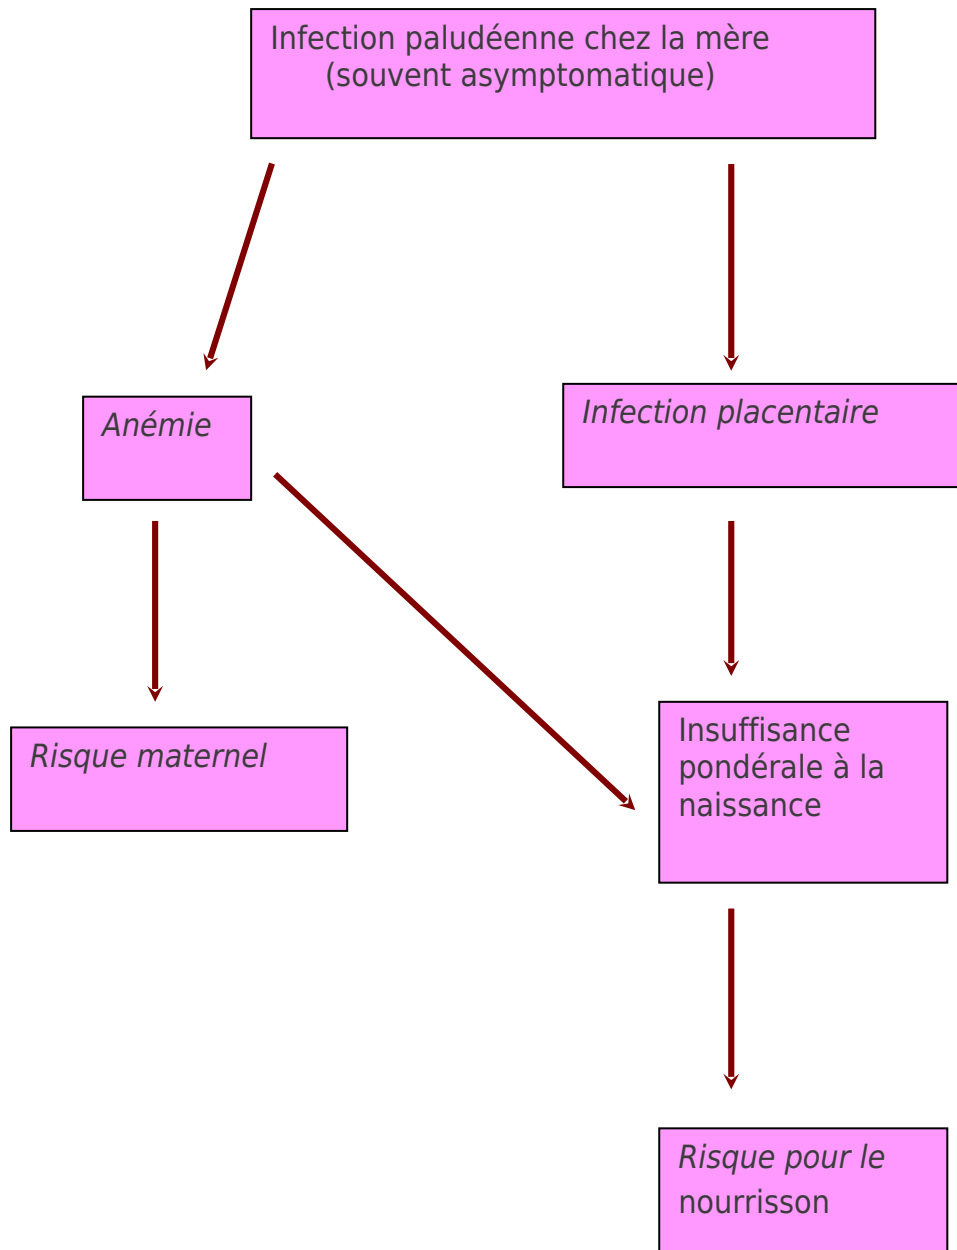 Infection paludéenne chez la mère
(souvent asymptomatique)
Anémie
Infection placentaire
Risque maternel
Insuffisance
pondérale à la
naissance
Risque pour le
nourrisson